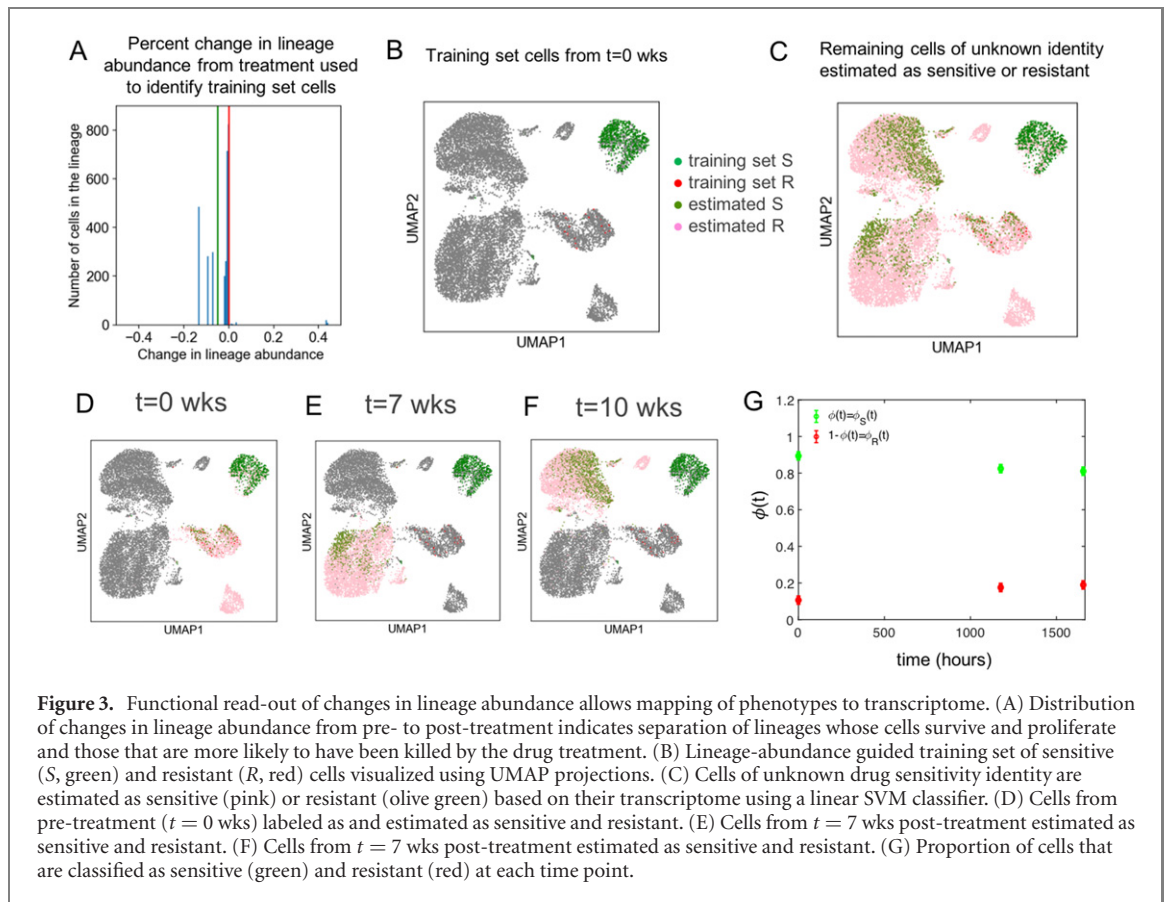 A
Percent change in lineage
abundance from treatment used
to identify training set cells
Number of cells in the lineage
800
600
400
200
0
−0.4
−0.2
0.0
0.2
0.4
Change in lineage abundance
B
Training set cells from t=0 wks
UMAP2
UMAP1
training set S
training set R
estimated S
estimated R
C
Remaining cells of unknown identity
estimated as sensitive or resistant
UMAP2
UMAP1
D
t=0 wks
UMAP2
UMAP1
E
t=7 wks
UMAP2
UMAP1
F
t=10 wks
UMAP2
UMAP1
G
ϕ(t)=ϕS(t)
1-ϕ(t)=ϕR(t)
ϕ(t)
1.2
1
0.8
0.6
0.4
0.2
0
0
500
1000
1500
time (hours)
Figure 3. Functional read-out of changes in lineage abundance allows mapping of phenotypes to transcriptome. (A) Distribution
of changes in lineage abundance from pre- to post-treatment indicates separation of lineages whose cells survive and proliferate
and those that are more likely to have been killed by the drug treatment. (B) Lineage-abundance guided training set of sensitive
(S, green) and resistant (R, red) cells visualized using UMAP projections. (C) Cells of unknown drug sensitivity identity are
estimated as sensitive (pink) or resistant (olive green) based on their transcriptome using a linear SVM classifier. (D) Cells from
pre-treatment (t = 0 wks) labeled as and estimated as sensitive and resistant. (E) Cells from t = 7 wks post-treatment estimated as
sensitive and resistant. (F) Cells from t = 7 wks post-treatment estimated as sensitive and resistant. (G) Proportion of cells that
are classified as sensitive (green) and resistant (red) at each time point.